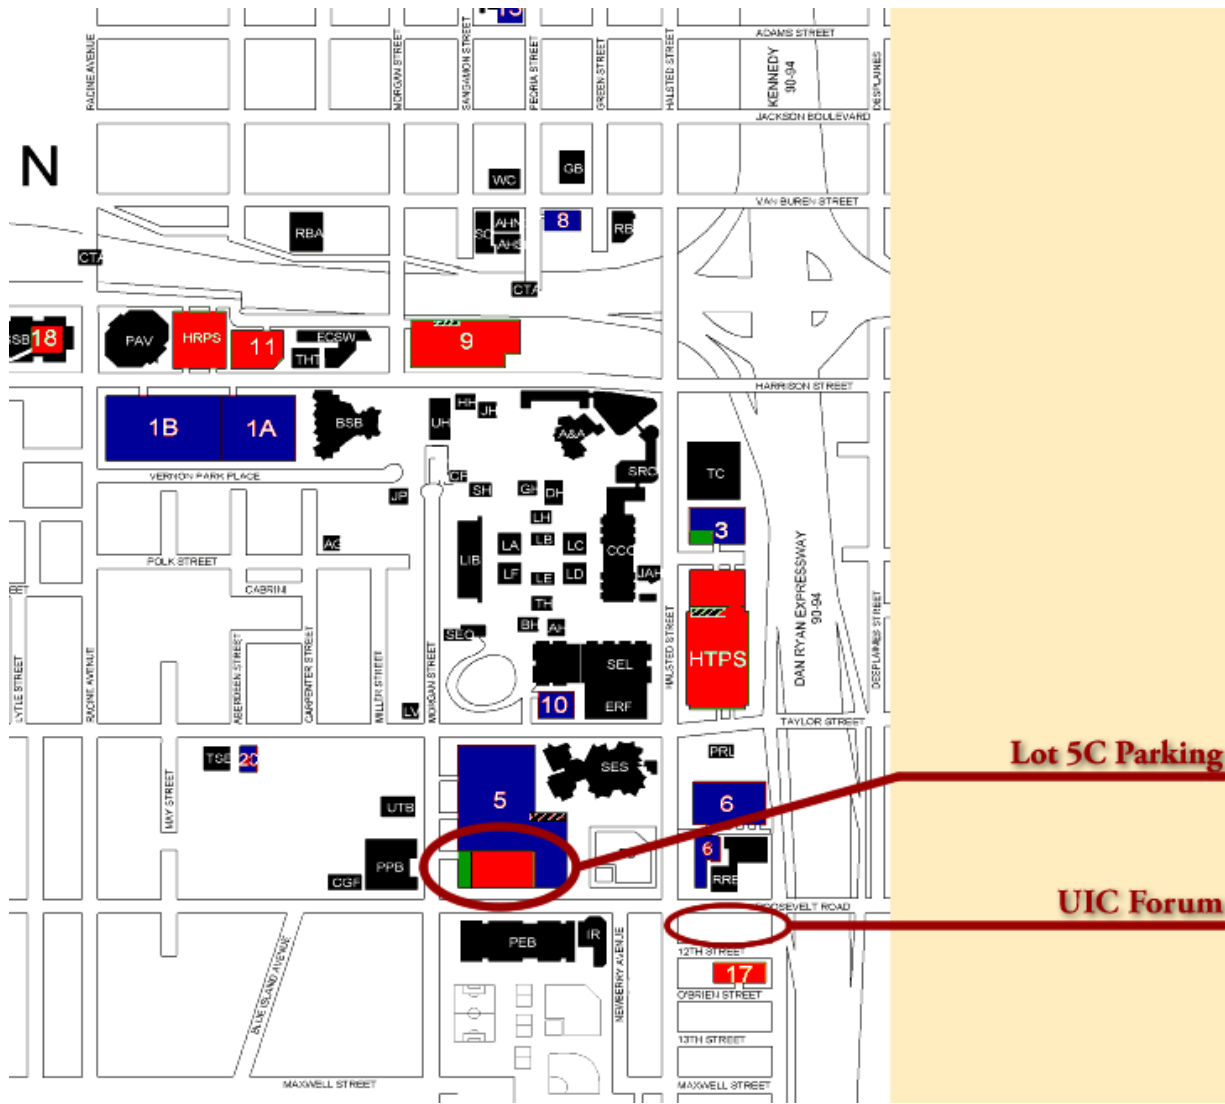 ADAMS STREET
RACINE AVENUE
MORGAN STREET
SANGAMON STREET
PEORIA STREET
GREEN STREET
HALSTED STREET
KENNEDY
90-94
DESPLAINES
JACKSON BOULEVARD
N
WC
GB
VAN BUREN STREET
RBA
AHN
8
CTA
CTA
18
PAV
HRPS
11
ECSW
THT
9
HARRISON STREET
1B
1A
BSB
UH
HH
JH
A&A
SRC
TC
VERNON PARK PLACE
JP
SH
GH
DH
LH
3
AG
LIB
LA
LB
LC
CCC
POLK STREET
LF
LE
LD
JAH
CABRINI
TH
DAN RYAN EXPRESSWAY
90-94
BH
AH
SEO
LYTLE STREET
RACINE AVENUE
ABERDEEN STREET
CARPENTER STREET
MILLER STREET
MORGAN STREET
HALSTED STREET
DESPLAINES STREET
SEL
HTPS
LV
10
ERF
TAYLOR STREET
MAY STREET
SES
PRL
Lot 5C Parking
UTB
5
6
PPB
6
CGF
RRB
ROOSEVELT ROAD
UIC Forum
PEB
IR
12TH STREET
17
BLUE ISLAND AVENUE
NEWBERRY AVENUE
O'BRIEN STREET
13TH STREET
MAXWELL STREET
MAXWELL STREET